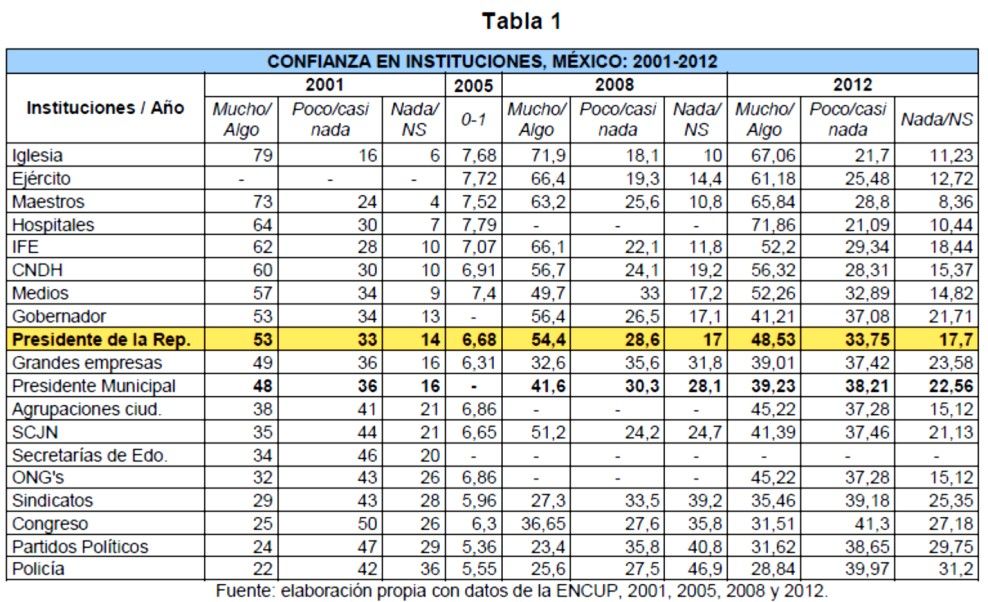 Tabla 1
CONFIANZA EN INSTITUCIONES, MÉXICO: 2001-2012
Instituciones / Año 2001 2005 2008 2012
Mucho/Algo Poco/casi nada Nada/NS 0-1 Mucho/Algo Poco/casi nada Nada/NS Mucho/Algo Poco/casi nada Nada/NS
Iglesia 79 16 6 7,68 71,9 18,1 10 67,06 21,7 11,23
Ejército - - - 7,72 66,4 19,3 14,4 61,18 25,48 12,72
Maestros 73 24 4 7,52 63,2 25,6 10,8 65,84 28,8 8,36
Hospitales 64 30 7 7,79 - - - 71,86 21,09 10,44
IFE 62 28 10 7,07 66,1 22,1 11,8 52,2 29,34 18,44
CNDH 60 30 10 6,91 56,7 24,1 19,2 56,32 28,31 15,37
Medios 57 34 9 7,4 49,7 33 17,2 52,26 32,89 14,82
Gobernador 53 34 13 - 56,4 26,5 17,1 41,21 37,08 21,71
Presidente de la Rep. 53 33 14 6,68 54,4 28,6 17 48,53 33,75 17,7
Grandes empresas 49 36 16 6,31 32,6 35,6 31,8 39,01 37,42 23,58
Presidente Municipal 48 36 16 - 41,6 30,3 28,1 39,23 38,21 22,56
Agrupaciones ciud. 38 41 21 6,86 - - - 45,22 37,28 15,12
SCJN 35 44 21 6,65 51,2 24,2 24,7 41,39 37,46 21,13
Secretarías de Edo. 34 46 20 - - - - - - -
ONG's 32 43 26 6,86 - - - 45,22 37,28 15,12
Sindicatos 29 43 28 5,96 27,3 33,5 39,2 35,46 39,18 25,35
Congreso 25 50 26 6,3 36,65 27,6 35,8 31,51 41,3 27,18
Partidos Políticos 24 47 29 5,36 23,4 35,8 40,8 31,62 38,65 29,75
Policía 22 42 36 5,55 25,6 27,5 46,9 28,84 39,97 31,2
Fuente: elaboración propia con datos de la ENCUP, 2001, 2005, 2008 y 2012.